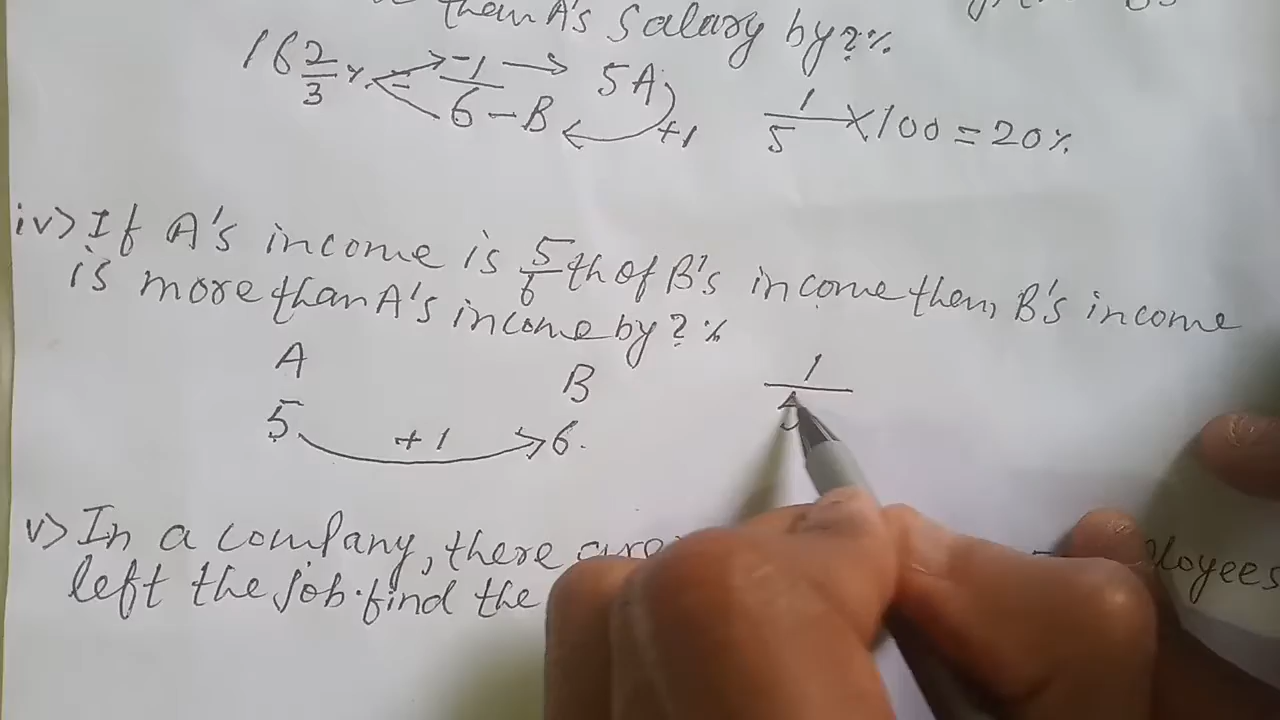 than A's Salary by?%
16 2/3 % = -1/6 - B 5A +1 1/5 × 100 = 20%
iv> If A's income is 5/6 th of B's income then, B's income
is more than A's income by? %
A B 1/5
5 +1 6.
v> In a company, there are
left the job. find the